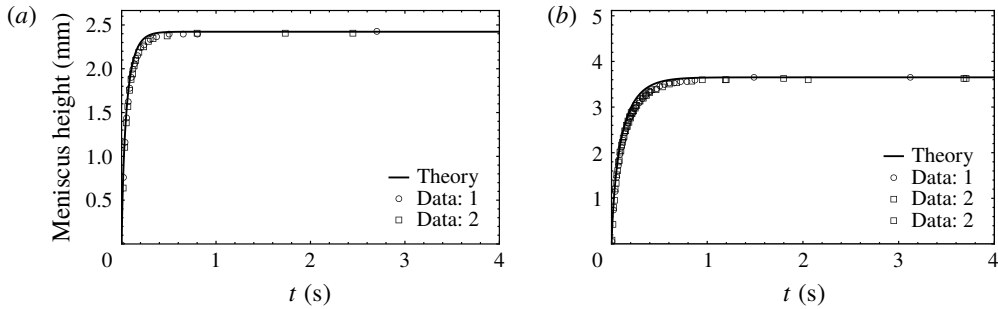 (a)
Meniscus height (mm)
2.5
2.0
1.5
1.0
0.5
0
1
2
3
4
t (s)
Theory
Data: 1
Data: 2
(b)
5
4
3
2
1
0
1
2
3
4
t (s)
Theory
Data: 1
Data: 2
Data: 2